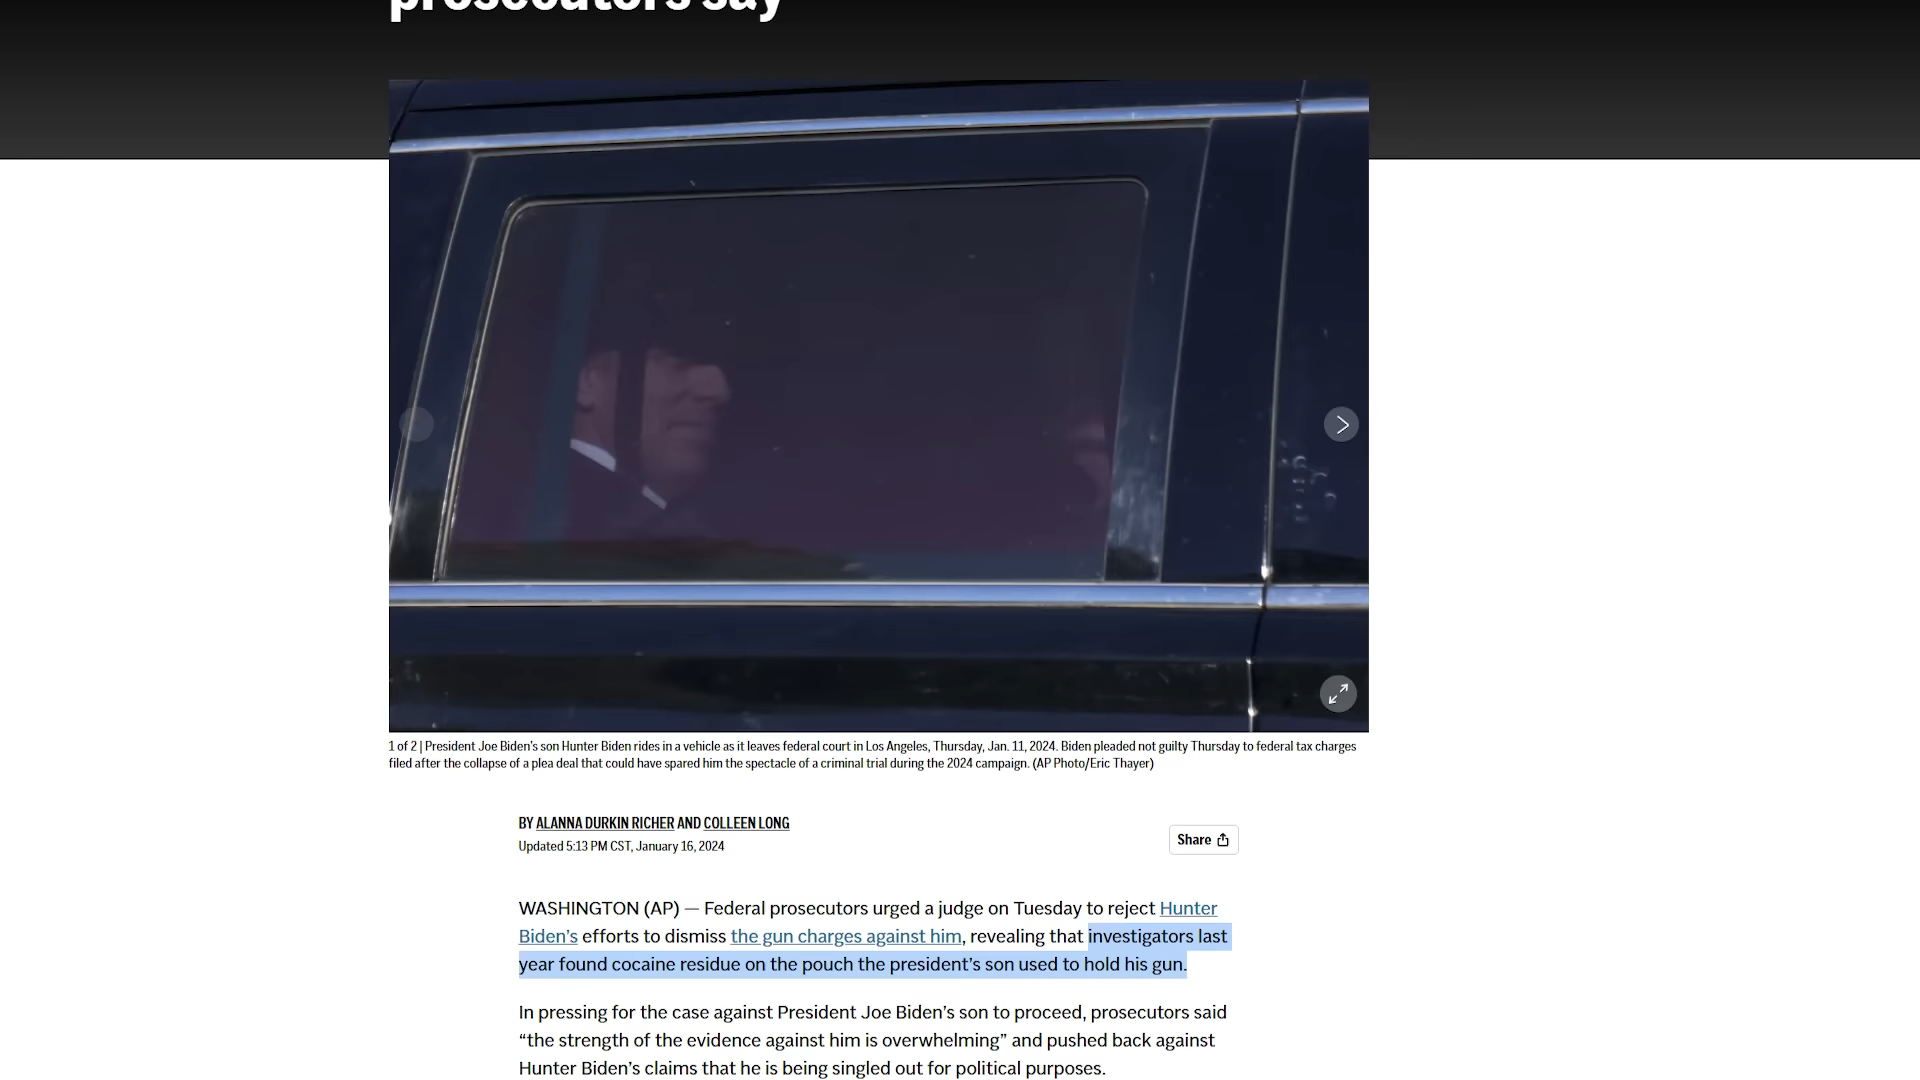 prosecutors say
1 of 2 | President Joe Biden's son Hunter Biden rides in a vehicle as it leaves federal court in Los Angeles, Thursday, Jan. 11, 2024. Biden pleaded not guilty Thursday to federal tax charges
filed after the collapse of a plea deal that could have spared him the spectacle of a criminal trial during the 2024 campaign. (AP Photo/Eric Thayer)
BY ALANNA DURKIN RICHER AND COLLEEN LONG
Updated 5:13 PM CST, January 16, 2024
Share
WASHINGTON (AP) — Federal prosecutors urged a judge on Tuesday to reject Hunter
Biden's efforts to dismiss the gun charges against him, revealing that investigators last
year found cocaine residue on the pouch the president's son used to hold his gun.
In pressing for the case against President Joe Biden's son to proceed, prosecutors said
“the strength of the evidence against him is overwhelming” and pushed back against
Hunter Biden's claims that he is being singled out for political purposes.